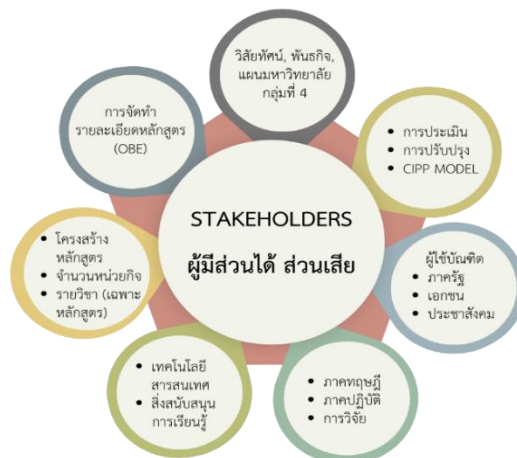 วิสัยทัศน์, พันธกิจ,
แผนมหาวิทยาลัย
กลุ่มที่ 4
• การประเมิน
• การปรับปรุง
• CIPP MODEL
ผู้ใช้บัณฑิต
• ภาครัฐ
• เอกชน
• ประชาสังคม
• ภาคทฤษฎี
• ภาคปฏิบัติ
• การวิจัย
• เทคโนโลยี
สารสนเทศ
• สิ่งสนับสนุน
การเรียนรู้
• โครงสร้าง
หลักสูตร
• จำนวนหน่วยกิจ
• รายวิชา (เฉพาะ
หลักสูตร)
การจัดทำ
รายละเอียดหลักสูตร
(OBE)
STAKEHOLDERS
ผู้มีส่วนได้ ส่วนเสีย